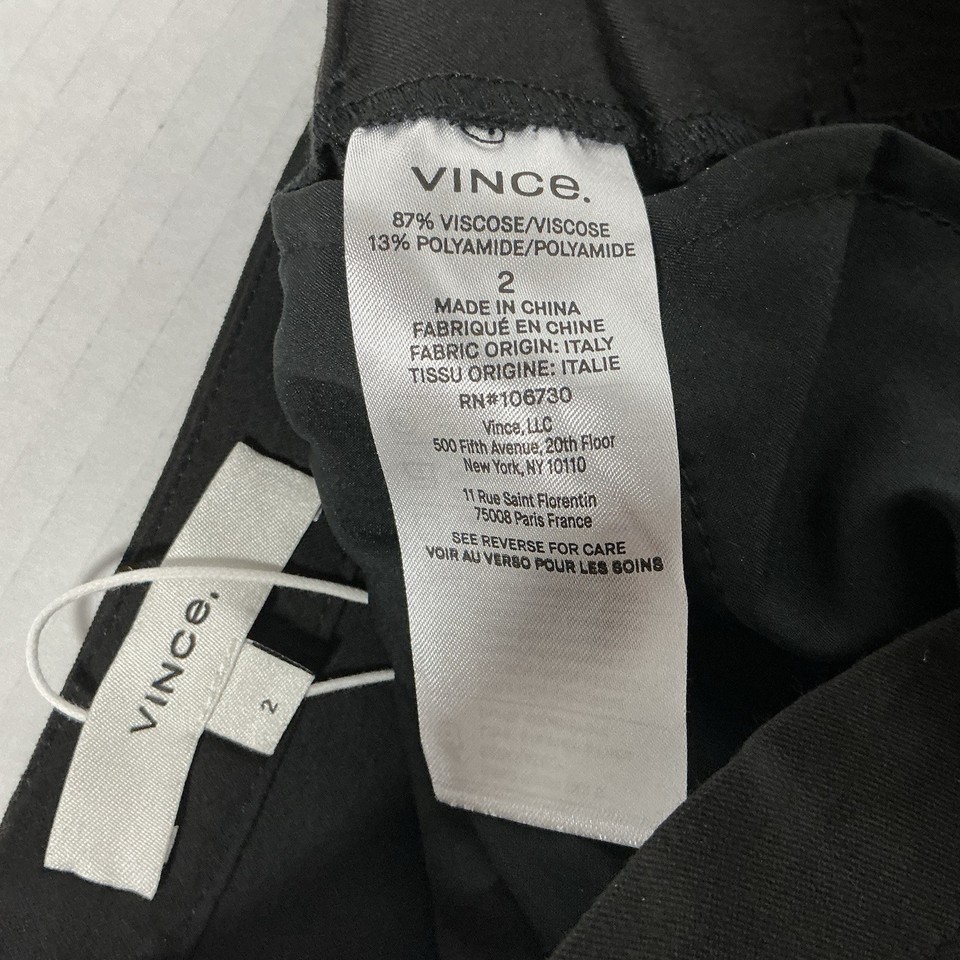 VINCe.
87% VISCOSE/VISCOSE
13% POLYAMIDE/POLYAMIDE
2
MADE IN CHINA
FABRIQUÉ EN CHINE
FABRIC ORIGIN: ITALY
TISSU ORIGINE: ITALIE
RN#106730
Vince, LLC
500 Fifth Avenue, 20th Floor
New York, NY 10110
11 Rue Saint Florentin
75008 Paris France
SEE REVERSE FOR CARE
VOIR AU VERSO POUR LES SOINS
VINCe.
2